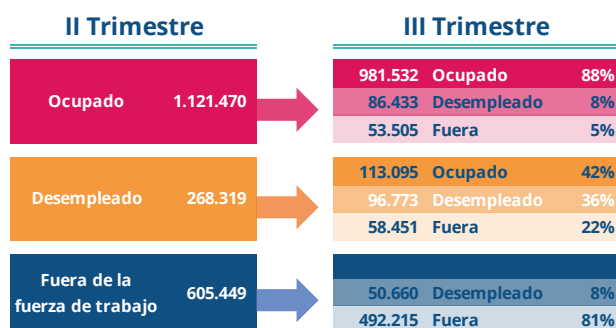 II Trimestre
III Trimestre
Ocupado 1.121.470
981.532 Ocupado 88%
86.433 Desempleado 8%
53.505 Fuera 5%
Desempleado 268.319
113.095 Ocupado 42%
96.773 Desempleado 36%
58.451 Fuera 22%
Fuera de la
fuerza de trabajo 605.449
50.660 Desempleado 8%
492.215 Fuera 81%